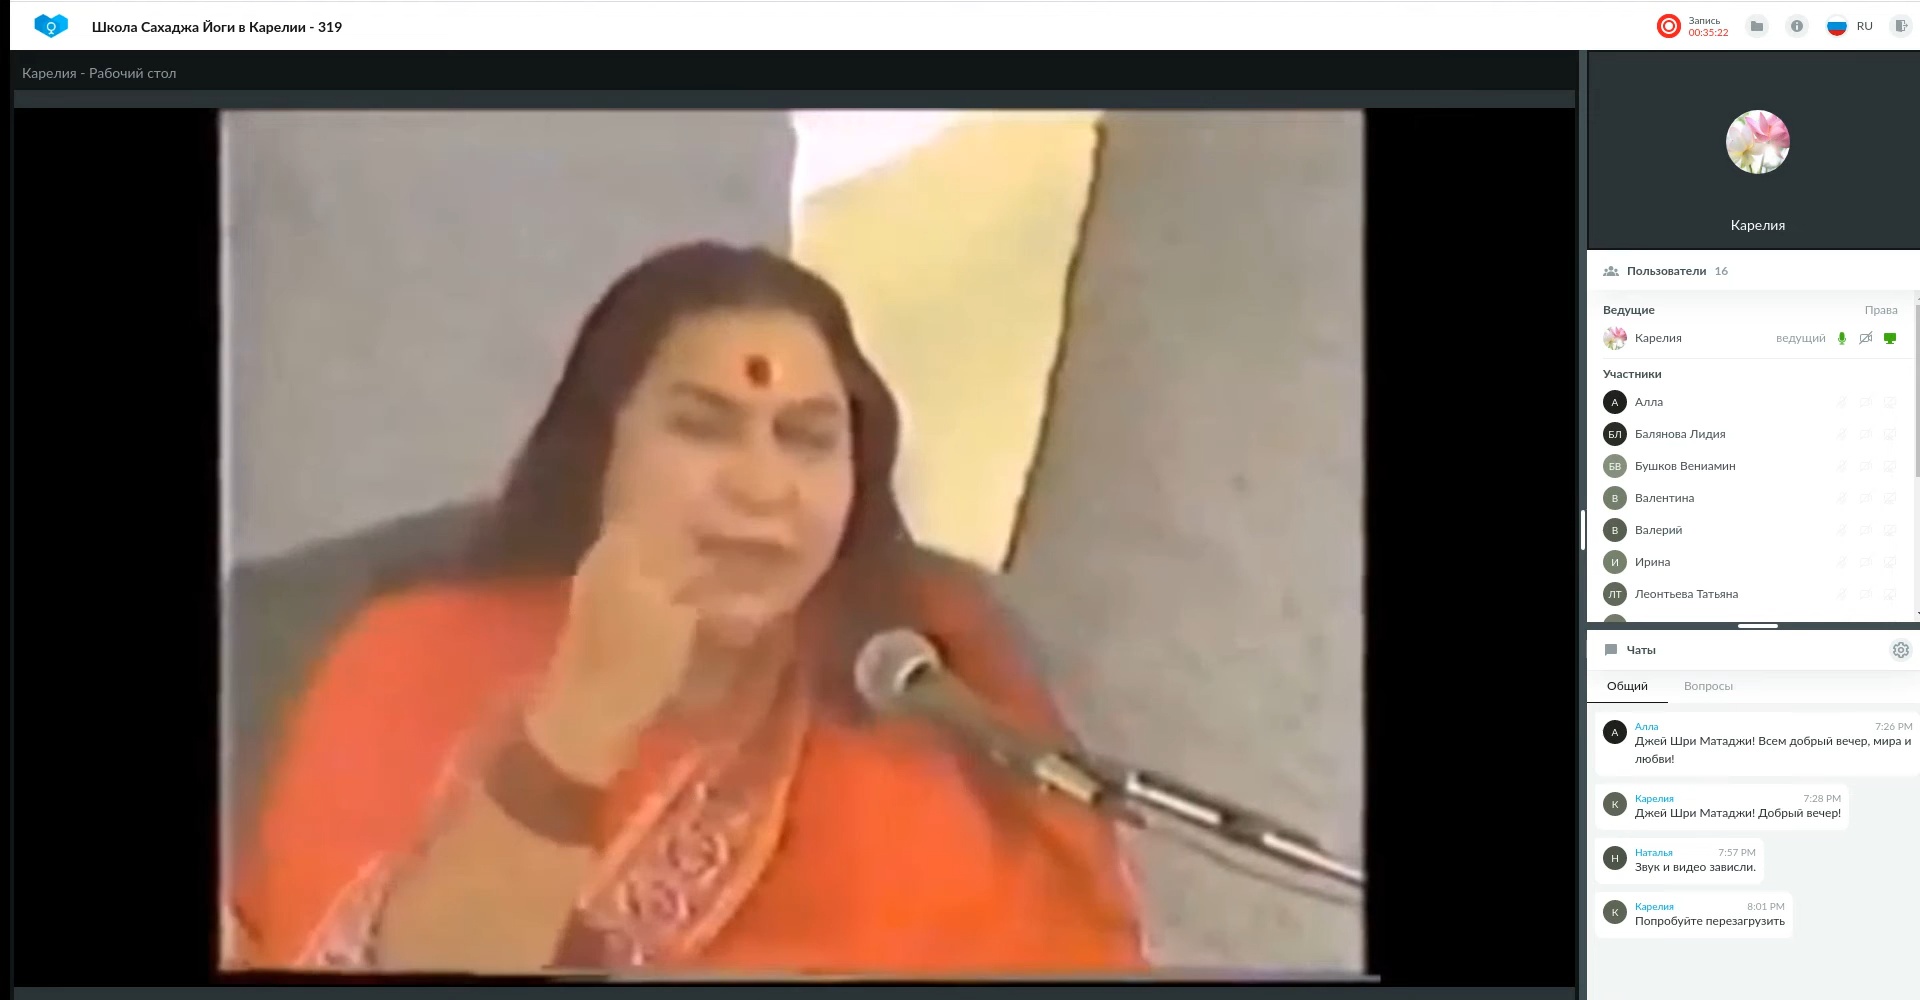 Школа Сахаджа Йоги в Карелии - 319
Запись
00:35:22
RU
Карелия - Рабочий стол
Карелия
Пользователи 16
Ведущие Права
Карелия ведущий
Участники
А Алла
БЛ Балянова Лидия
БВ Бушков Вениамин
В Валентина
В Валерий
И Ирина
ЛТ Леонтьева Татьяна
Чаты
Общий Вопросы
А Алла 7:26 PM
Джей Шри Матаджи! Всем добрый вечер, мира и
любви!
К Карелия 7:28 PM
Джей Шри Матаджи! Добрый вечер!
Н Наталья 7:57 PM
Звук и видео зависли.
К Карелия 8:01 PM
Попробуйте перезагрузить